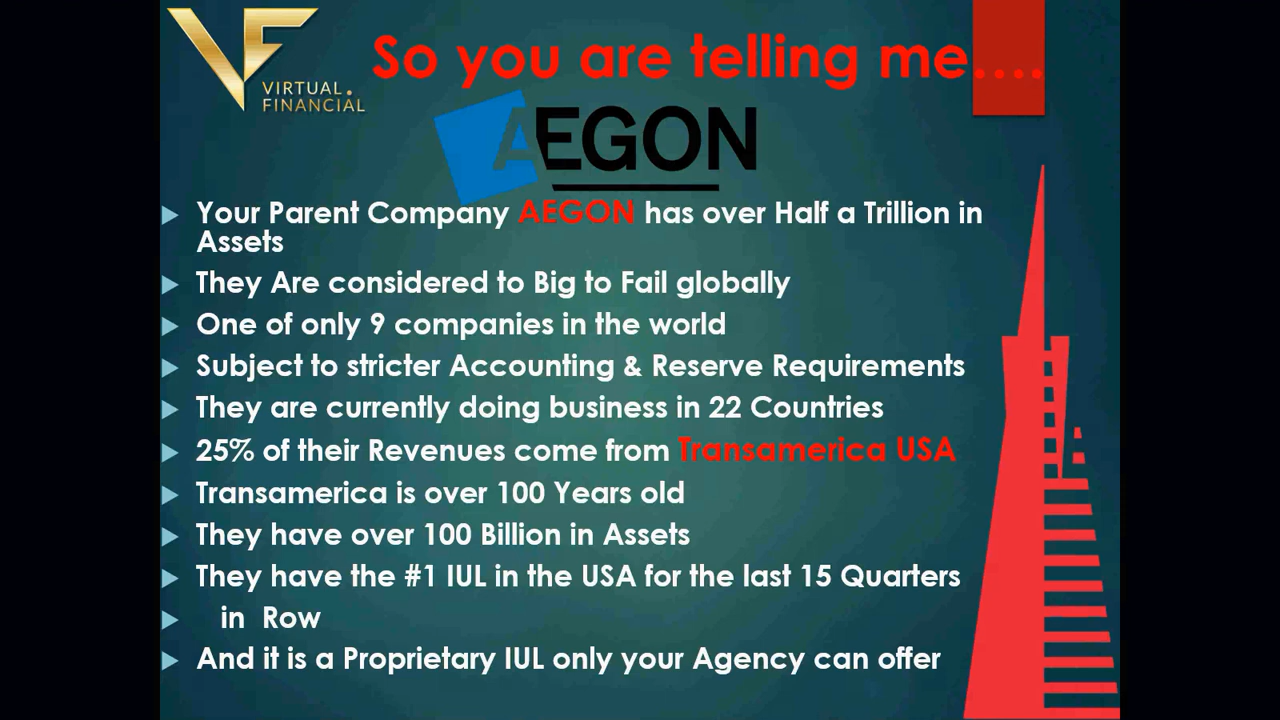 So you are telling me....
VIRTUAL.
FINANCIAL
AEGON
Your Parent Company AEGON has over Half a Trillion in
Assets
They Are considered to Big to Fail globally
One of only 9 companies in the world
Subject to stricter Accounting & Reserve Requirements
They are currently doing business in 22 Countries
25% of their Revenues come from Transamerica USA
Transamerica is over 100 Years old
They have over 100 Billion in Assets
They have the #1 IUL in the USA for the last 15 Quarters
in Row
And it is a Proprietary IUL only your Agency can offer